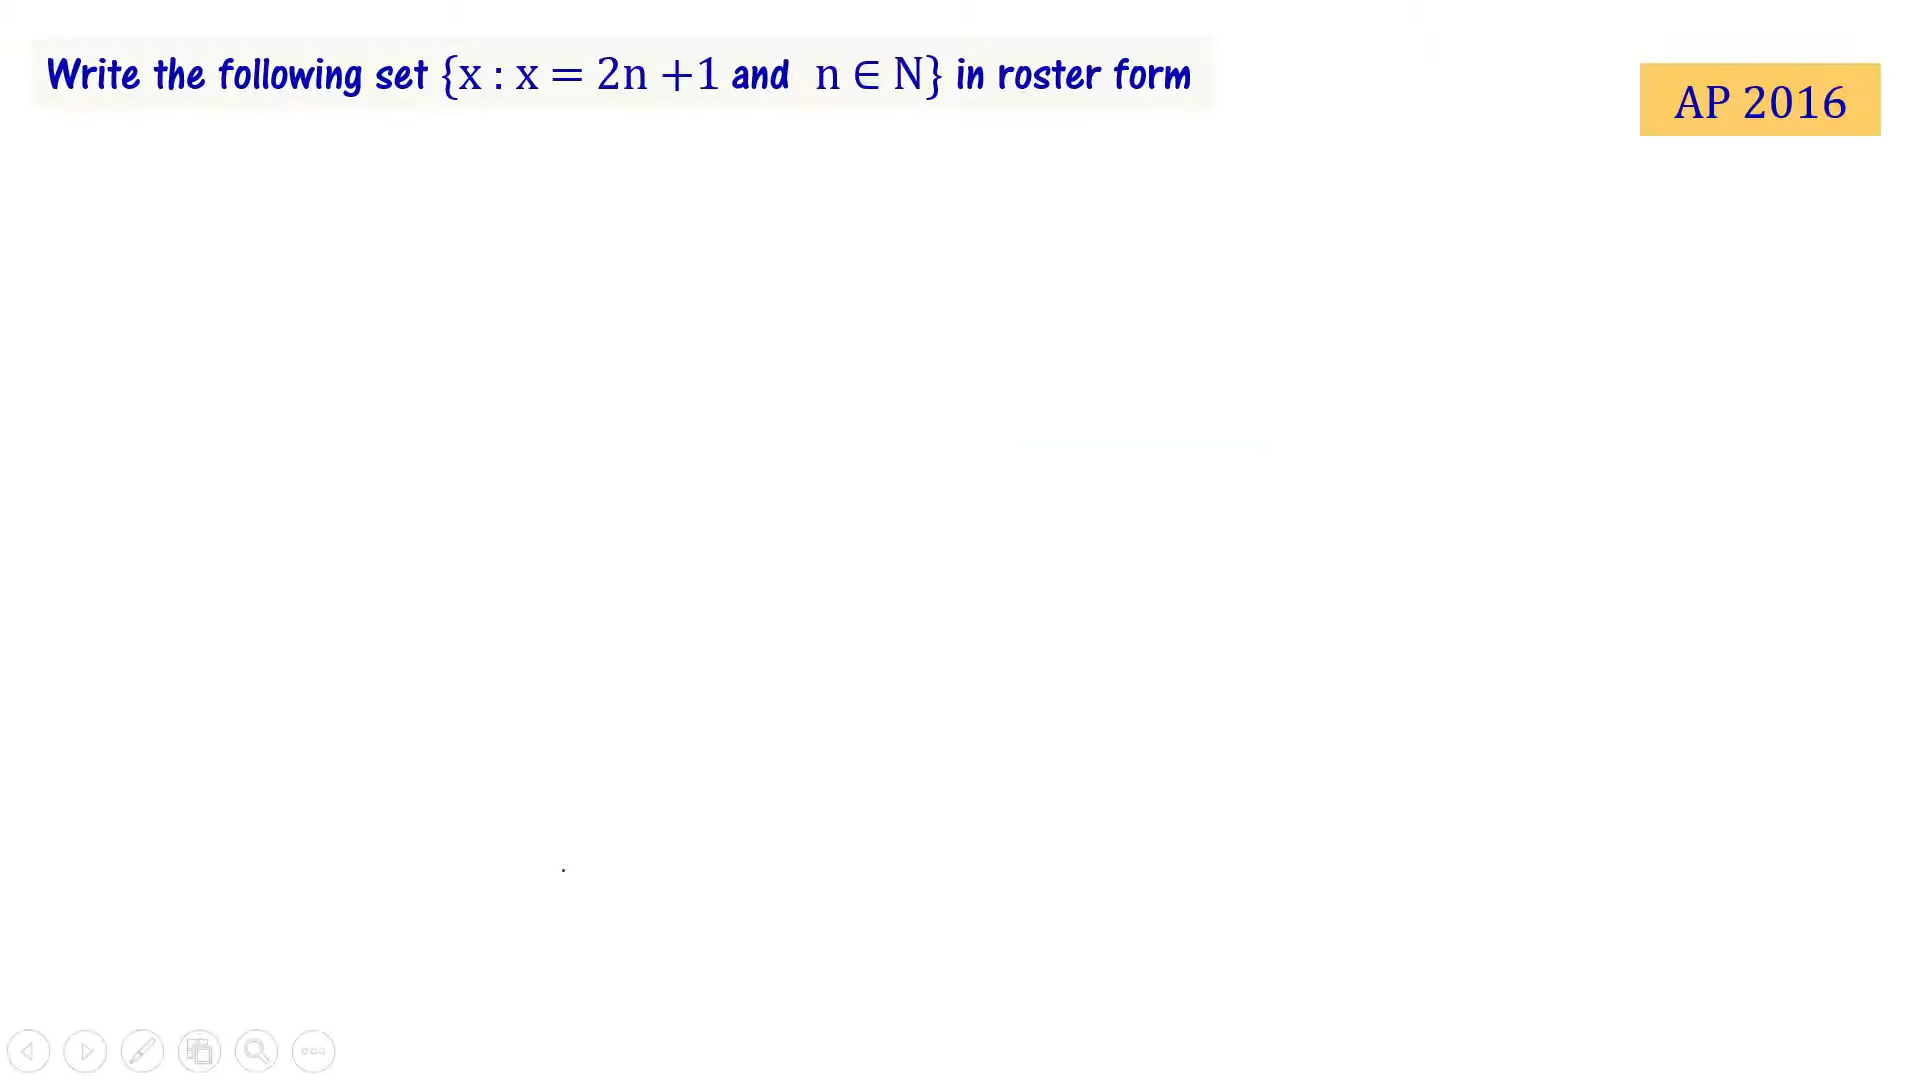 Write the following set {x : x = 2n +1 and n ∈ N} in roster form
AP 2016